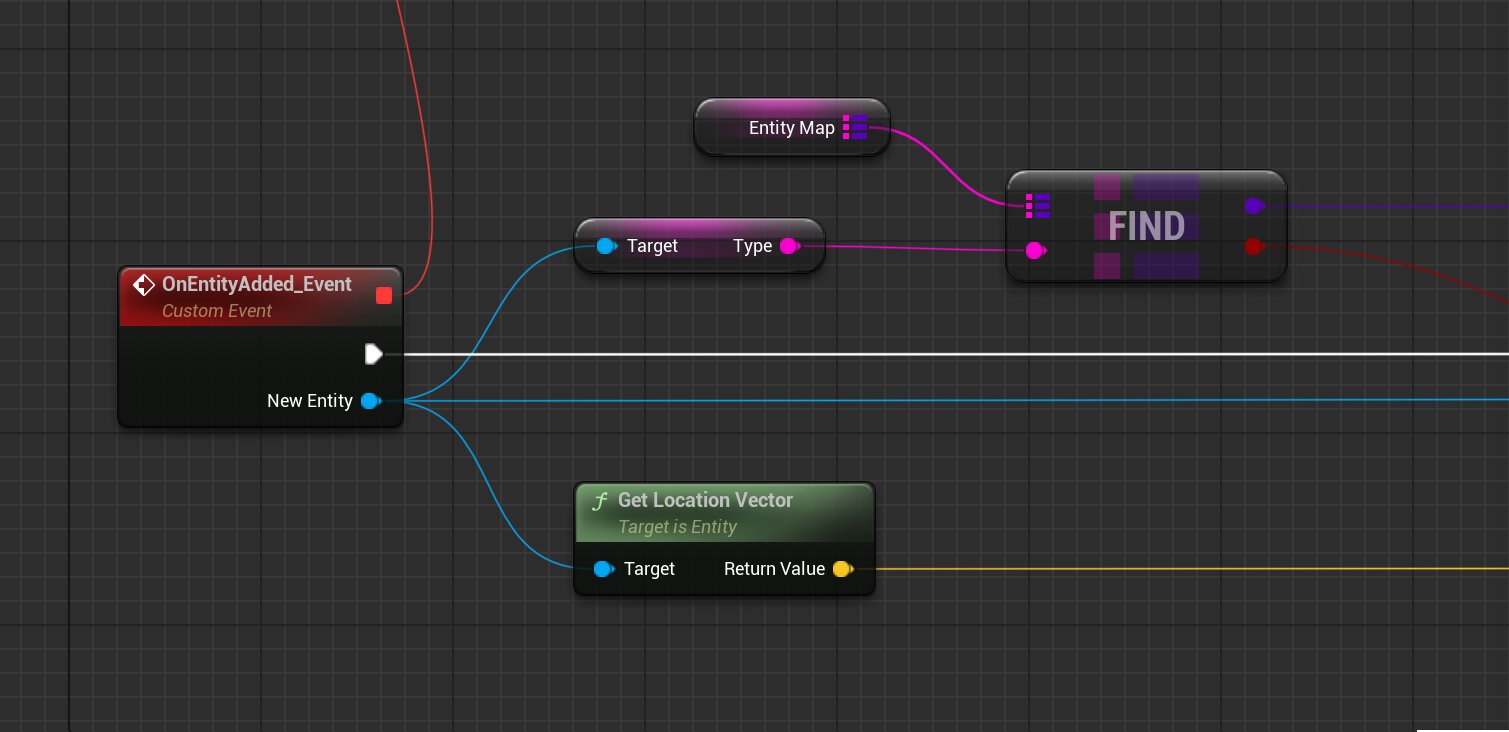 Entity Map
FIND
Target Type
OnEntityAdded_Event
Custom Event
New Entity
Get Location Vector
Target is Entity
Target Return Value